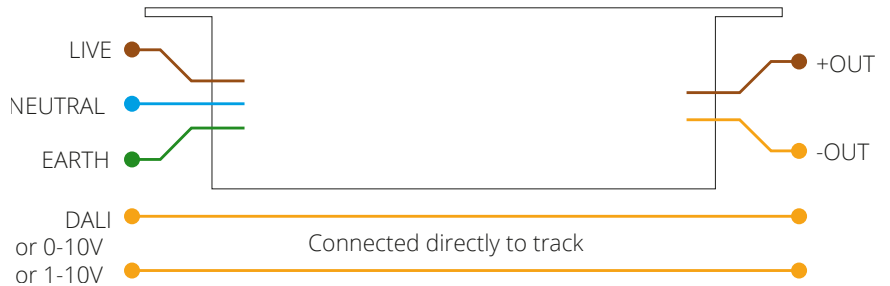 LIVE
NEUTRAL
EARTH
+OUT
-OUT
DALI
or 0-10V
or 1-10V
Connected directly to track